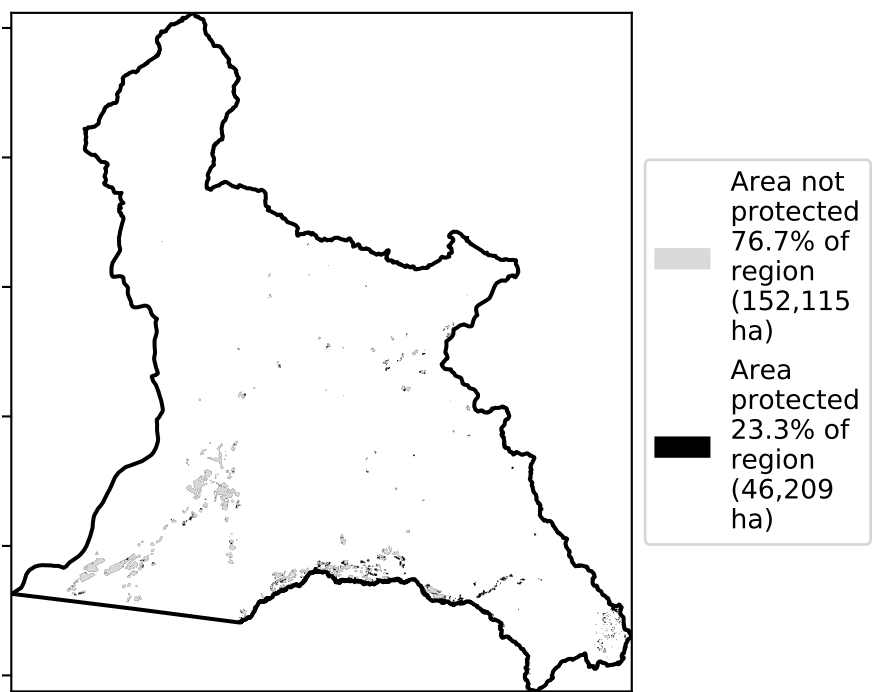 Area not
protected
76.7% of
region
(152,115
ha)
Area
protected
23.3% of
region
(46,209
ha)